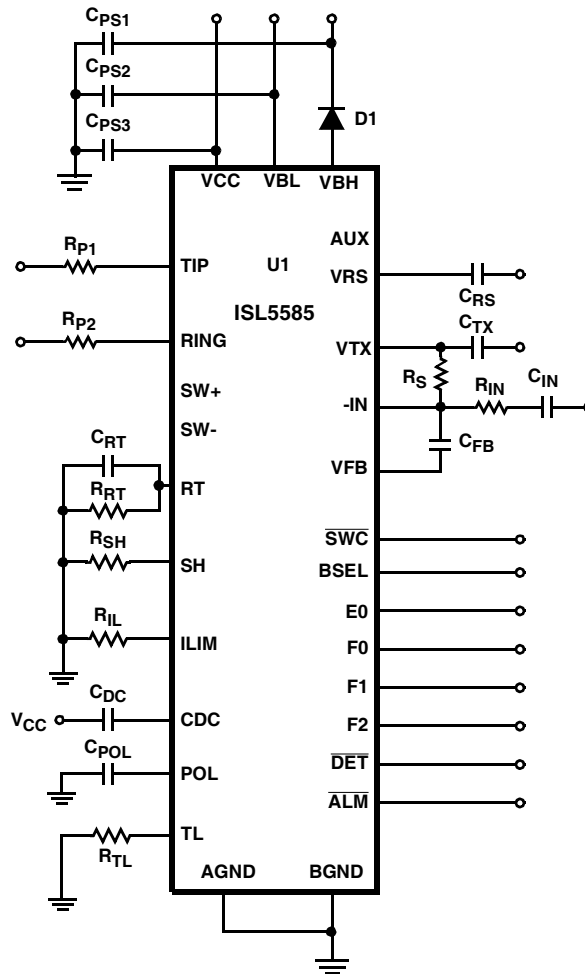 CPS1
CPS2
CPS3
D1
VCC VBL VBH
AUX
RP1 TIP U1 VRS
CRS
ISL5585
RP2 RING CTX
VTX
RS RIN CIN
SW+ -IN
SW- CFB
CRT VFB
RT
RRT
RSH SWC
SH BSEL
E0
RIL
ILIM F0
F1
CDC
VCC CDC F2
CPOL
POL DET
ALM
TL
RTL
AGND BGND